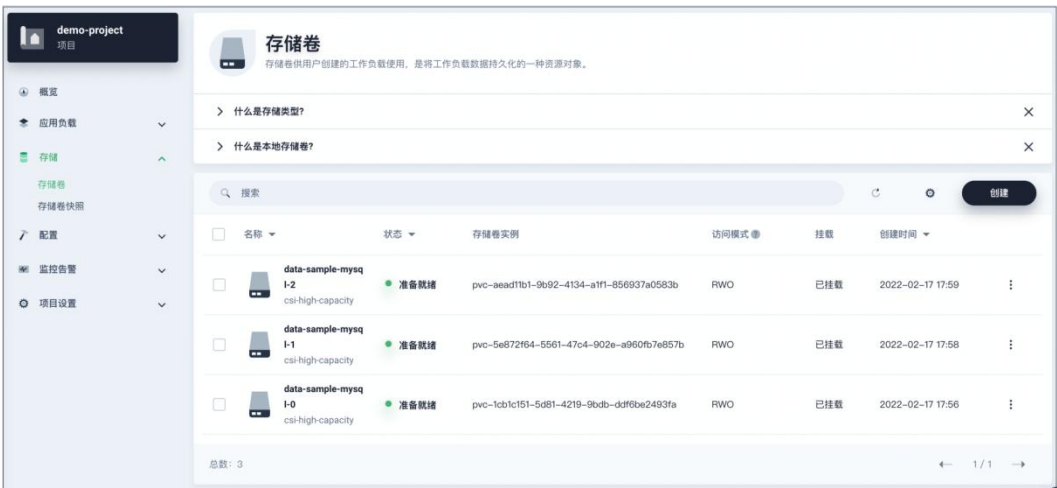 demo-project
项目
概览
应用负载
存储
存储卷
存储卷快照
配置
监控告警
项目设置
存储卷
存储卷供用户创建的工作负载使用，是将工作负载数据持久化的一种资源对象。
什么是存储类型?
什么是本地存储卷?
搜索
创建
名称 状态 存储卷实例 访问模式 挂载 创建时间
data-sample-mysq
l-2
csi-high-capacity
准备就绪 pvc-aead11b1-9b92-4134-a1f1-856937a0583b RWO 已挂载 2022-02-17 17:59
data-sample-mysq
l-1
csi-high-capacity
准备就绪 pvc-5e872f64-5561-47c4-902e-a960fb7e857b RWO 已挂载 2022-02-17 17:58
data-sample-mysq
l-0
csi-high-capacity
准备就绪 pvc-1cb1c151-5d81-4219-9bdb-ddf6be2493fa RWO 已挂载 2022-02-17 17:56
总数: 3
1 / 1